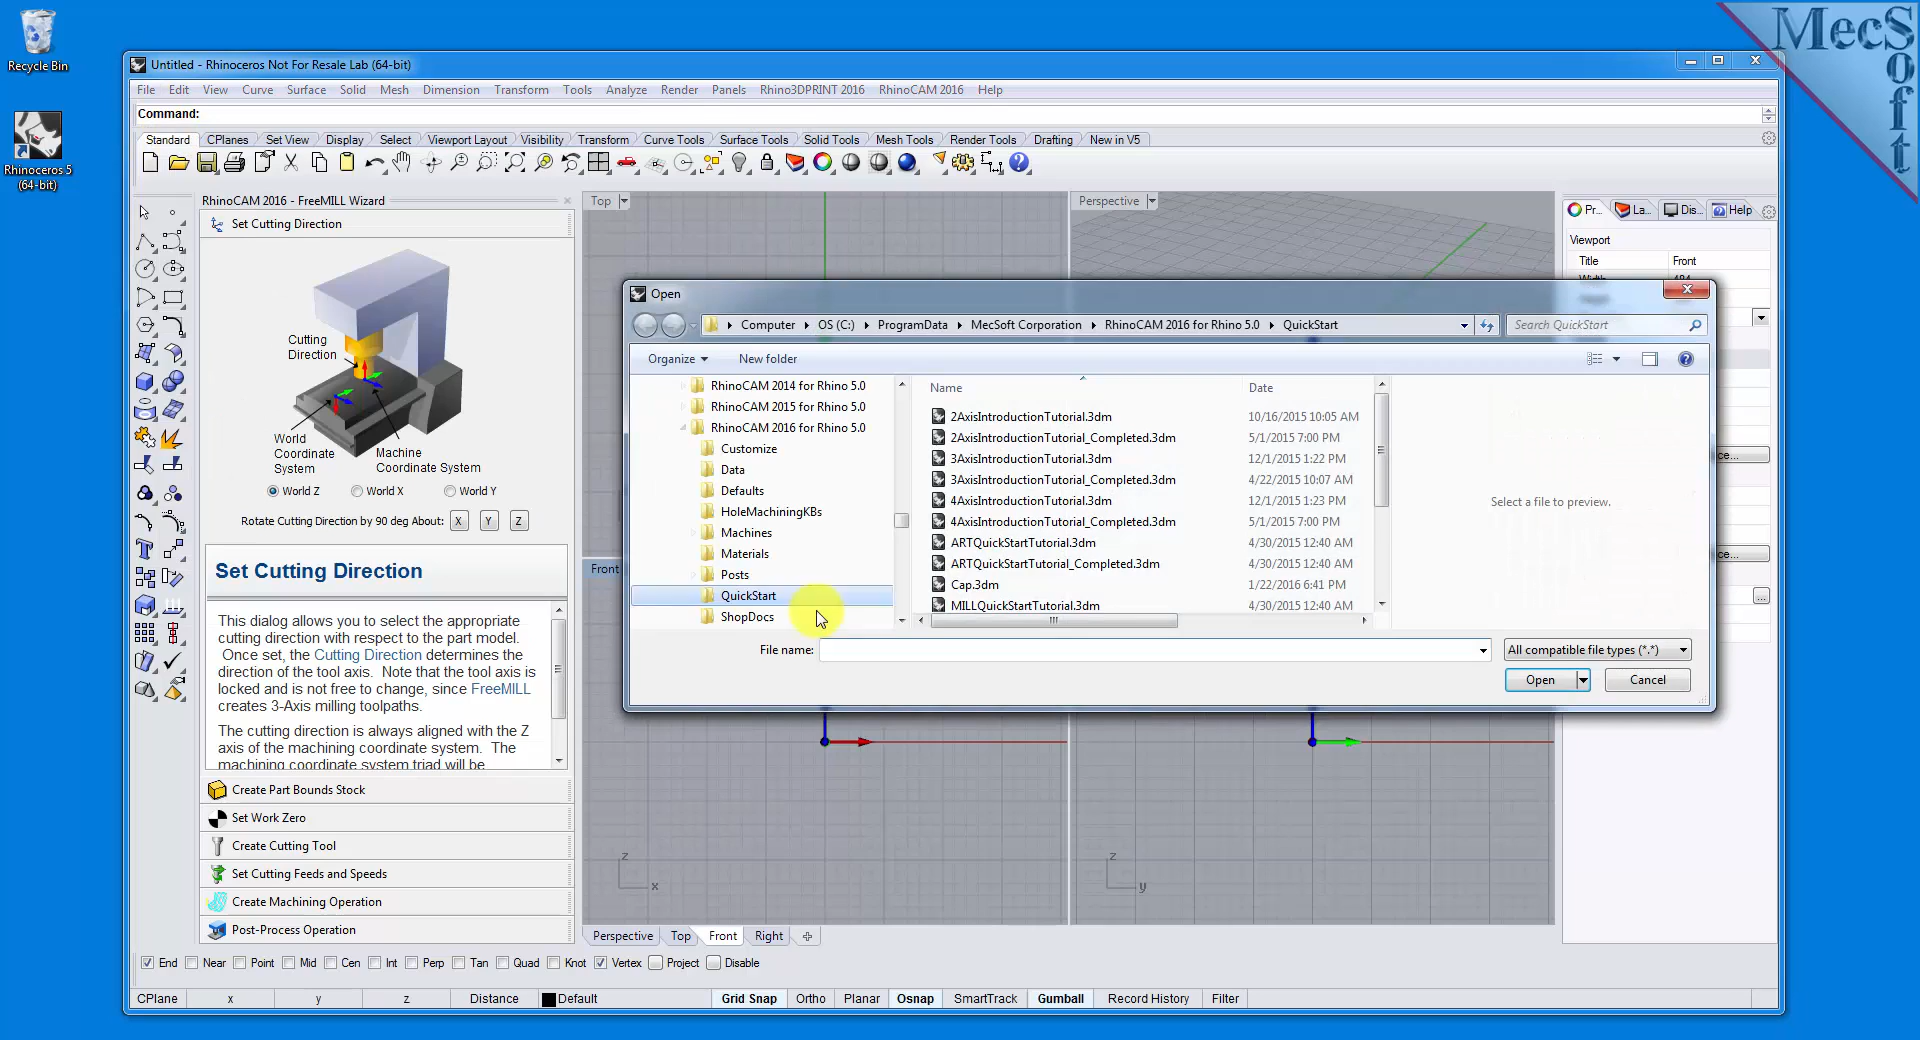 Recycle Bin
Rhinoceros 5
(64-bit)
MecSoft
Untitled - Rhinoceros Not For Resale Lab (64-bit)
File Edit View Curve Surface Solid Mesh Dimension Transform Tools Analyze Render Panels Rhino3DPRINT 2016 RhinoCAM 2016 Help
Command:
Standard CPlanes Set View Display Select Viewport Layout Visibility Transform Curve Tools Surface Tools Solid Tools Mesh Tools Render Tools Drafting New in V5
RhinoCAM 2016 - FreeMILL Wizard
Set Cutting Direction
Cutting
Direction
World
Coordinate
System
Machine
Coordinate System
World Z World X World Y
Rotate Cutting Direction by 90 deg About: X Y Z
Set Cutting Direction
This dialog allows you to select the appropriate
cutting direction with respect to the part model.
Once set, the Cutting Direction determines the
direction of the tool axis. Note that the tool axis is
locked and is not free to change, since FreeMILL
creates 3-Axis milling toolpaths.
The cutting direction is always aligned with the Z
axis of the machining coordinate system. The
machining coordinate system triad will be
Create Part Bounds Stock
Set Work Zero
Create Cutting Tool
Set Cutting Feeds and Speeds
Create Machining Operation
Post-Process Operation
Top
Perspective
Front
z
x
z
y
Pr... La... Dis... Help
Viewport
Title Front
Width 484
Open
Computer OS (C:) ProgramData MecSoft Corporation RhinoCAM 2016 for Rhino 5.0 QuickStart
Search QuickStart
Organize New folder
RhinoCAM 2014 for Rhino 5.0
RhinoCAM 2015 for Rhino 5.0
RhinoCAM 2016 for Rhino 5.0
Customize
Data
Defaults
HoleMachiningKBs
Machines
Materials
Posts
QuickStart
ShopDocs
Name Date
2AxisIntroductionTutorial.3dm 10/16/2015 10:05 AM
2AxisIntroductionTutorial_Completed.3dm 5/1/2015 7:00 PM
3AxisIntroductionTutorial.3dm 12/1/2015 1:22 PM
3AxisIntroductionTutorial_Completed.3dm 4/22/2015 10:07 AM
4AxisIntroductionTutorial.3dm 12/1/2015 1:23 PM
4AxisIntroductionTutorial_Completed.3dm 5/1/2015 7:00 PM
ARTQuickStartTutorial.3dm 4/30/2015 12:40 AM
ARTQuickStartTutorial_Completed.3dm 4/30/2015 12:40 AM
Cap.3dm 1/22/2016 6:41 PM
MILLQuickStartTutorial.3dm 4/30/2015 12:40 AM
Select a file to preview.
File name:
All compatible file types (*.*)
Open Cancel
ce...
ce...
...
Perspective Top Front Right
End Near Point Mid Cen Int Perp Tan Quad Knot Vertex Project Disable
CPlane x y z Distance Default Grid Snap Ortho Planar Osnap SmartTrack Gumball Record History Filter